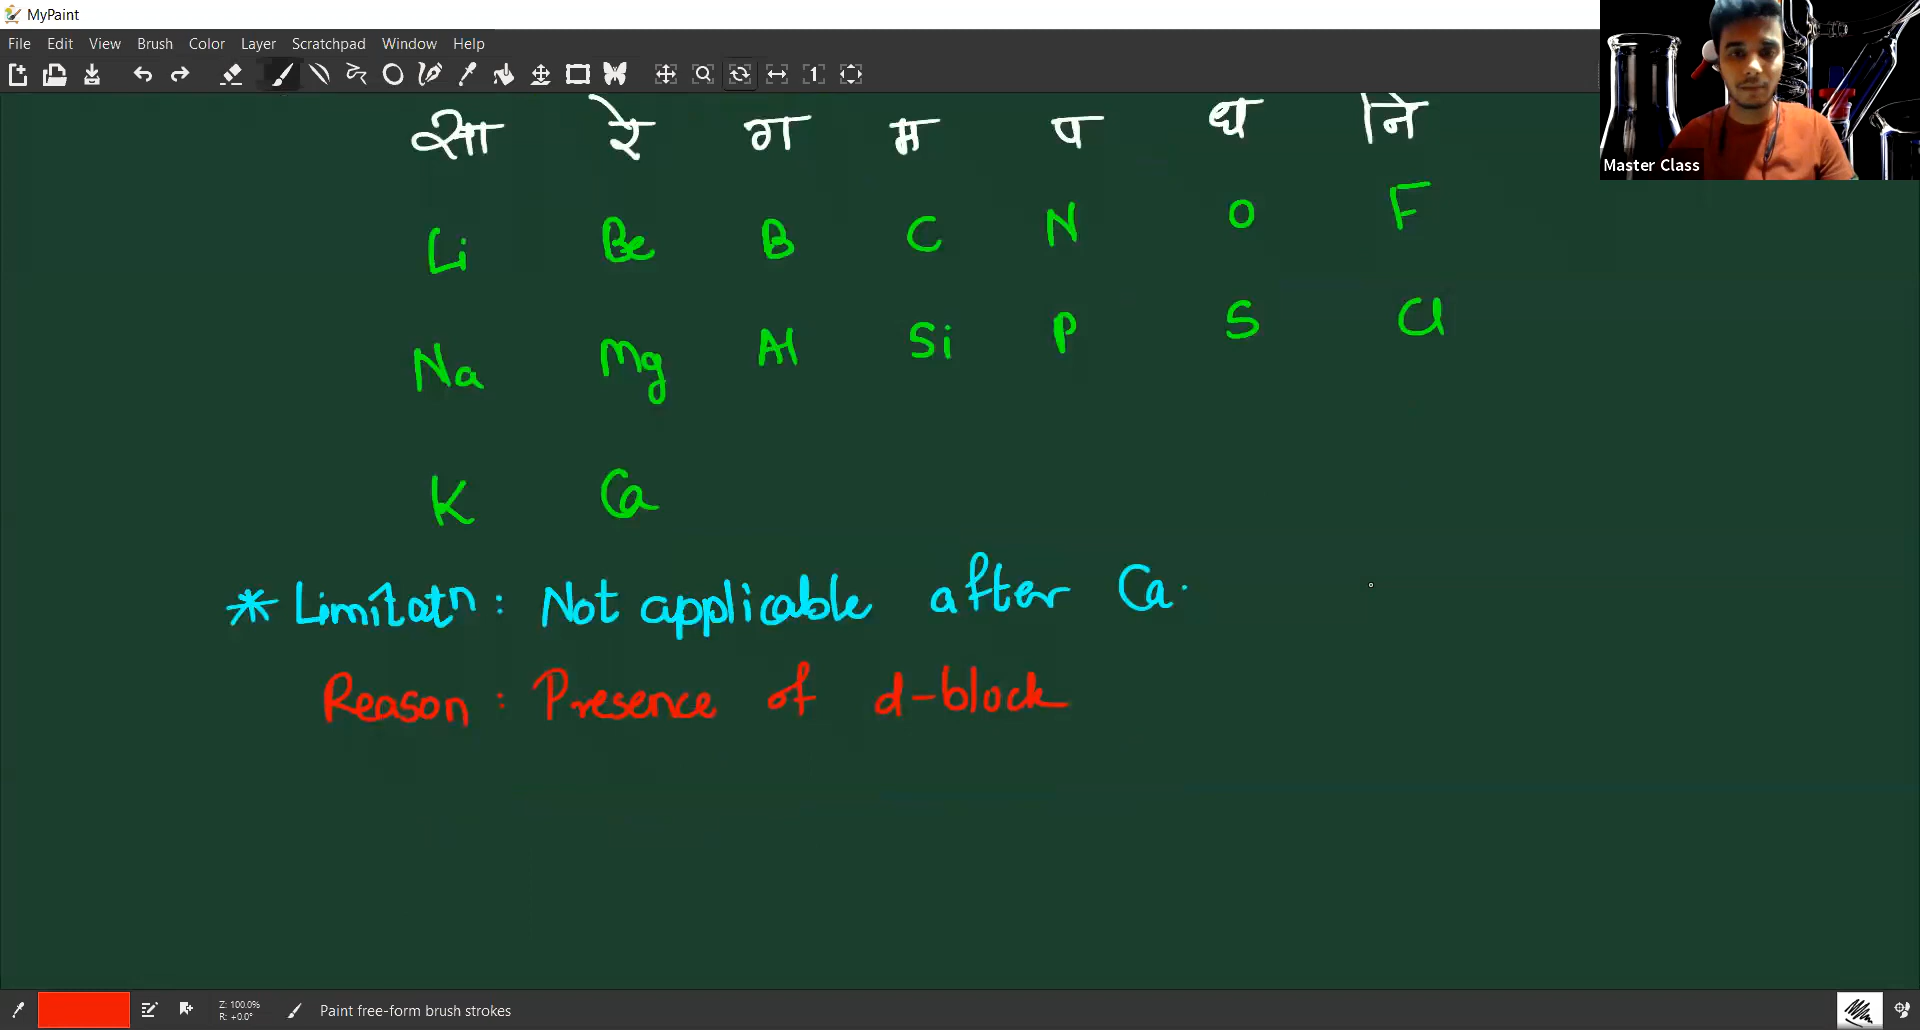 MyPaint
File Edit View Brush Color Layer Scratchpad Window Help
Master Class
सा रे ग म प ध नि
Li Be B C N O F
Na Mg Al Si P S Cl
K Ca
* Limitatⁿ : Not applicable after Ca.
Reason : Presence of d-block
Z: 100.0%
R: +0.0°
Paint free-form brush strokes